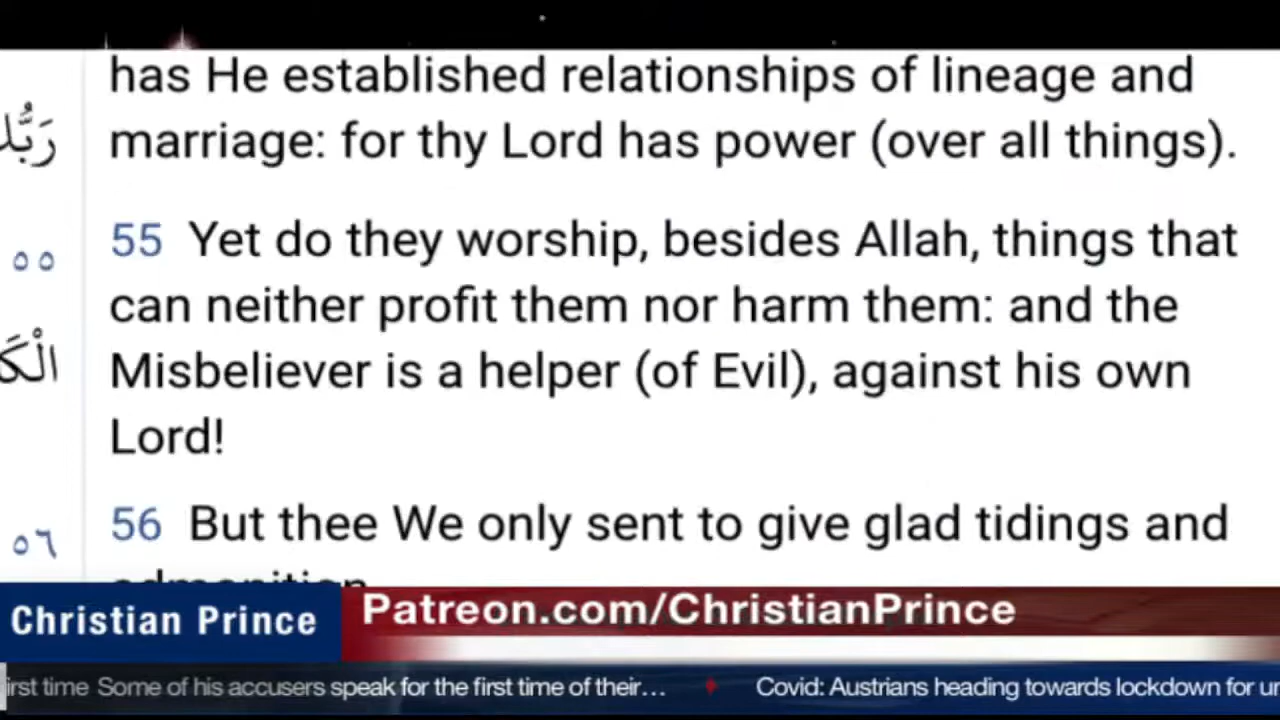 has He established relationships of lineage and
marriage: for thy Lord has power (over all things).
55 Yet do they worship, besides Allah, things that
٥٥
can neither profit them nor harm them: and the
Misbeliever is a helper (of Evil), against his own
Lord!
56 But thee We only sent to give glad tidings and
٥٦
Christian Prince
Patreon.com/ChristianPrince
irst time Some of his accusers speak for the first time of their... Covid: Austrians heading towards lockdown for